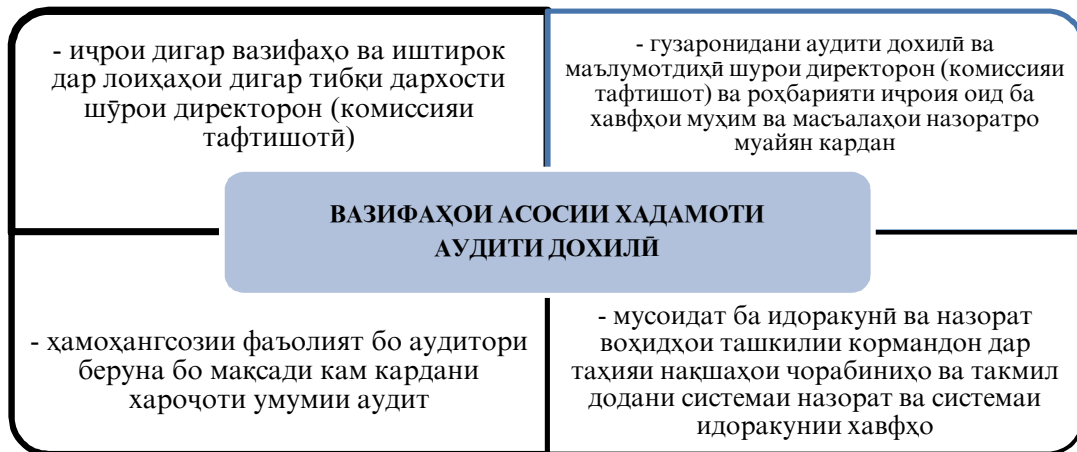 - иҷрои дигар вазифаҳо ва иштирок
дар лоиҳаҳои дигар тибқи дархости
шӯрои директорон (комиссияи
тафтишотӣ)
- гузаронидани аудити дохилӣ ва
маълумотдиҳӣ шурои директорон (комиссияи
тафтишот) ва роҳбарияти иҷроия оид ба
хавфҳои муҳим ва масъалаҳои назоратро
муайян кардан
ВАЗИФАҲОИ АСОСИИ ХАДАМОТИ
АУДИТИ ДОХИЛӢ
- ҳамоҳангсозии фаъолият бо аудитори
беруна бо мақсади кам кардани
хароҷоти умумии аудит
- мусоидат ба идоракунӣ ва назорат
воҳидҳои ташкилии кормандон дар
таҳияи нақшаҳои чорабиниҳо ва такмил
додани системаи назорат ва системаи
идоракунии хавфҳо